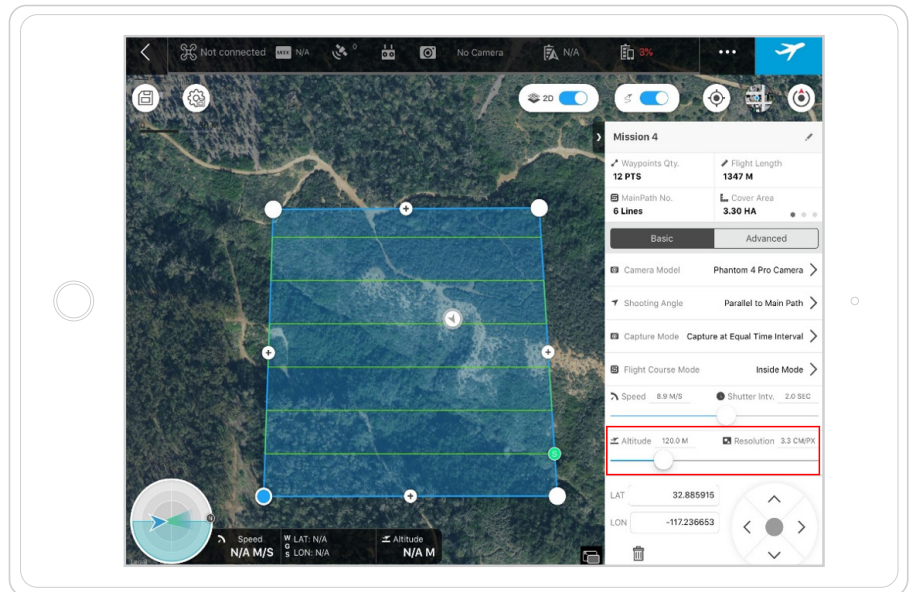 Not connected N/A 0 No Camera N/A 3%
2D
Mission 4
Waypoints Qty. Flight Length
12 PTS 1347 M
MainPath No. Cover Area
6 Lines 3.30 HA
Basic Advanced
Camera Model Phantom 4 Pro Camera
Shooting Angle Parallel to Main Path
Capture Mode Capture at Equal Time Interval
Flight Course Mode Inside Mode
Speed 8.9 M/S Shutter Intv. 2.0 SEC
Altitude 120.0 M Resolution 3.3 CM/PX
S
LAT 32.885915
LON -117.236653
Speed W LAT: N/A Altitude
N/A M/S G S LON: N/A N/A M